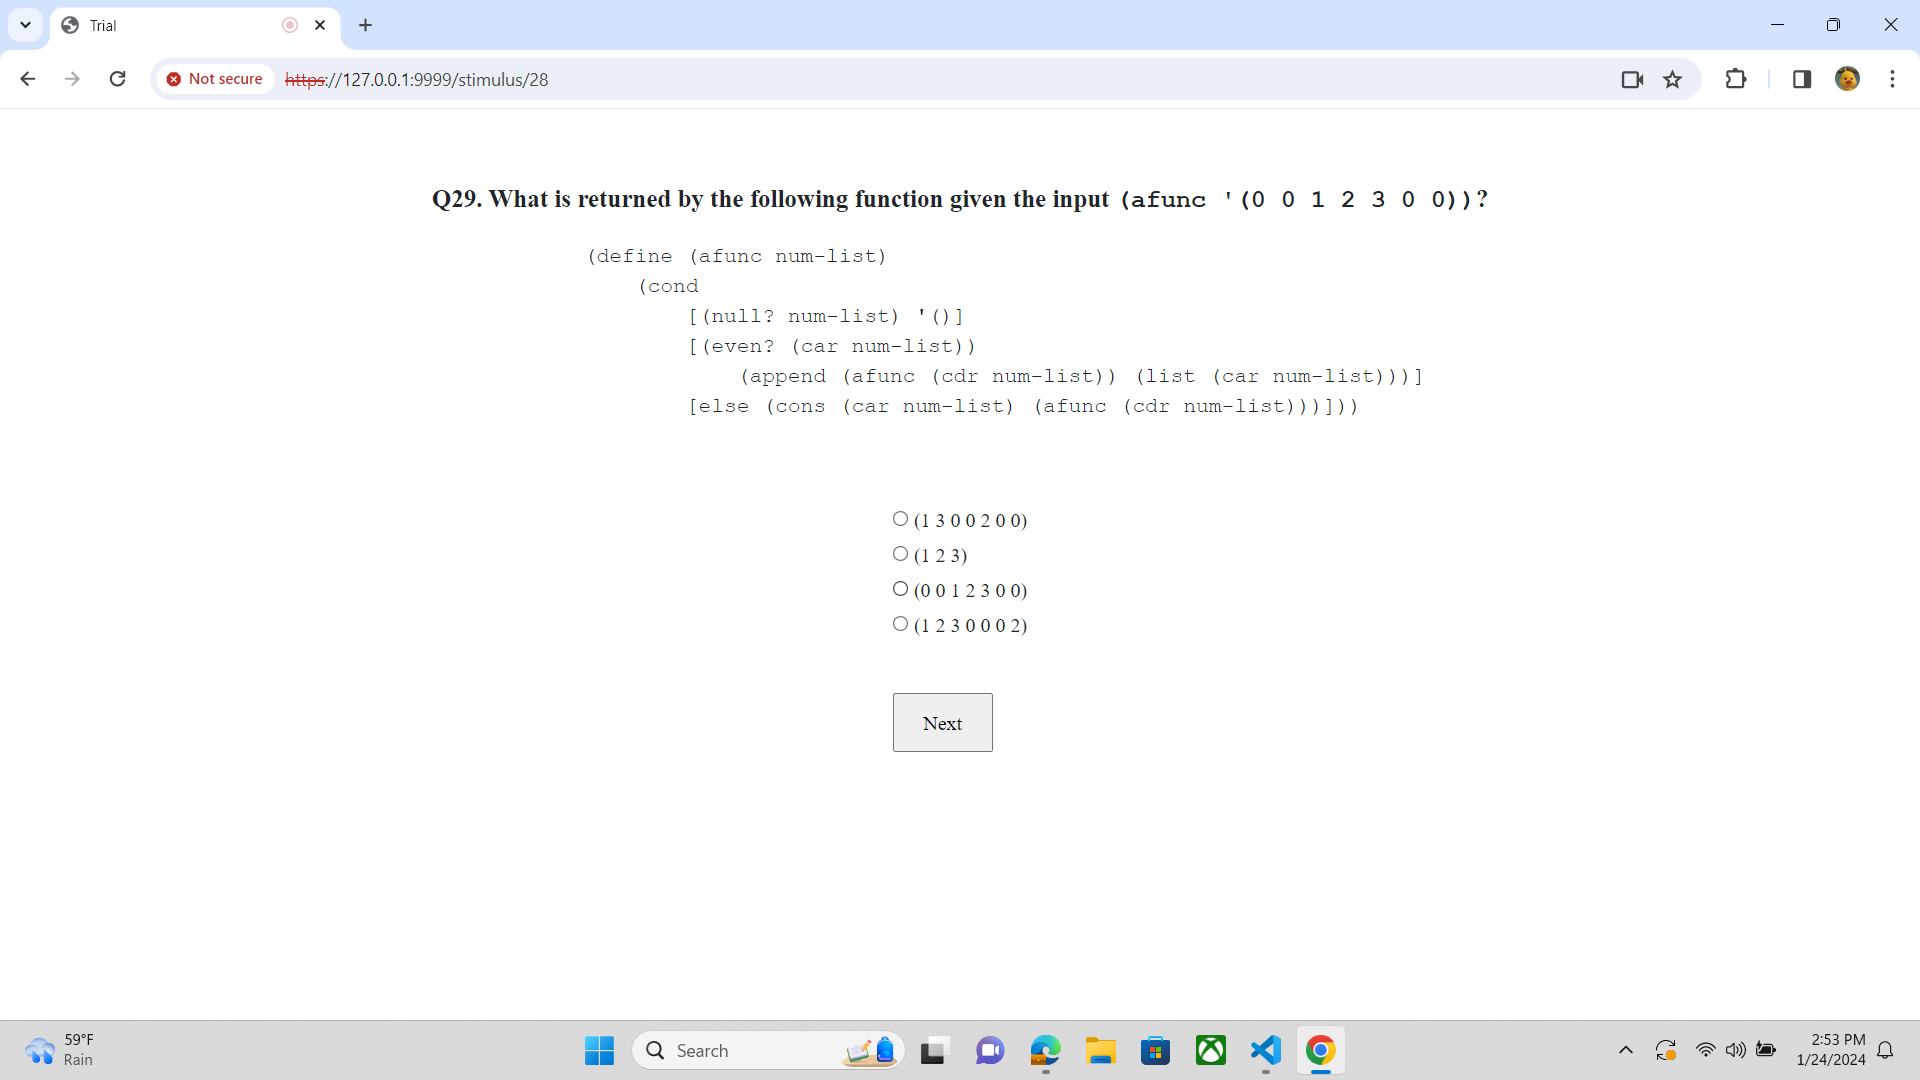 Trial
Not secure
https://127.0.0.1:9999/stimulus/28
Q29. What is returned by the following function given the input (afunc '(0 0 1 2 3 0 0))?
(define (afunc num-list)
(cond
[(null? num-list) '()]
[(even? (car num-list))
(append (afunc (cdr num-list)) (list (car num-list)))]
[else (cons (car num-list) (afunc (cdr num-list)))]))
(1 3 0 0 2 0 0)
(1 2 3)
(0 0 1 2 3 0 0)
(1 2 3 0 0 0 2)
Next
59°F
Rain
Search
2:53 PM
1/24/2024